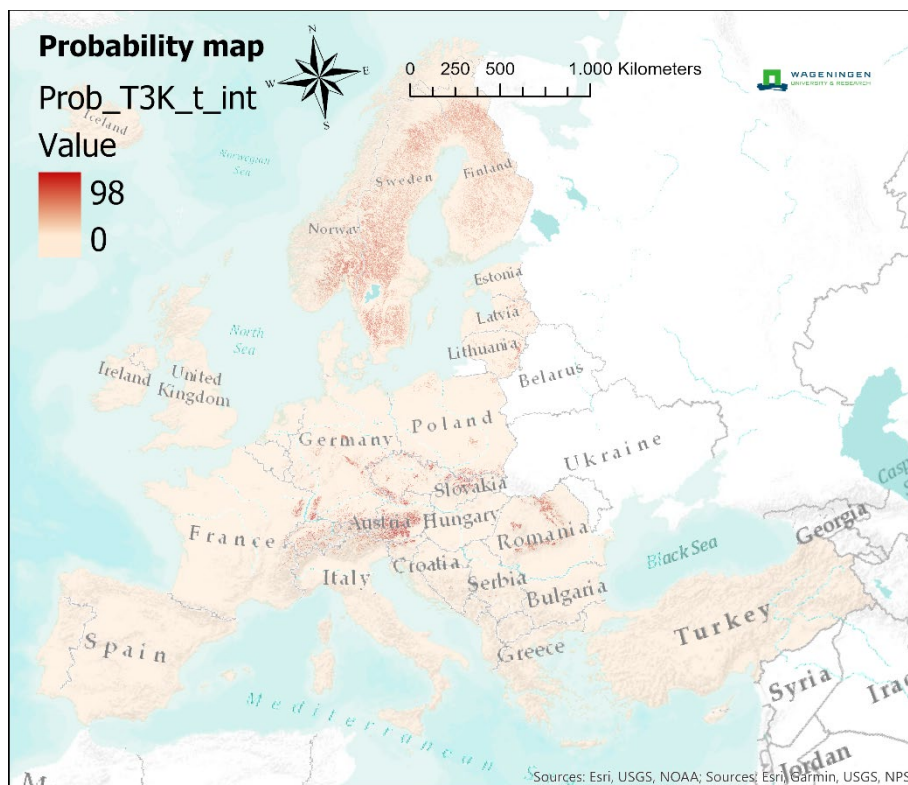 Probability map
Prob_T3K_t_int
Value
98
0
N
E
S
W
0 250 500 1.000 Kilometers
WAGENINGEN
UNIVERSITY & RESEARCH
Iceland
Norwegian
Sea
Sweden
Finland
Norway
Estonia
North
Sea
Latvia
Lithuania
Ireland
United
Kingdom
Belarus
Germany
Poland
Ukraine
Slovakia
Casp
Austria
Hungary
France
Romania
Georgia
Croatia
Black Sea
Italy
Serbia
Bulgaria
Spain
Turkey
Greece
Syria
Iraq
Mediterranean S
Jordan
M
Sources: Esri, USGS, NOAA; Sources: Esri, Garmin, USGS, NPS